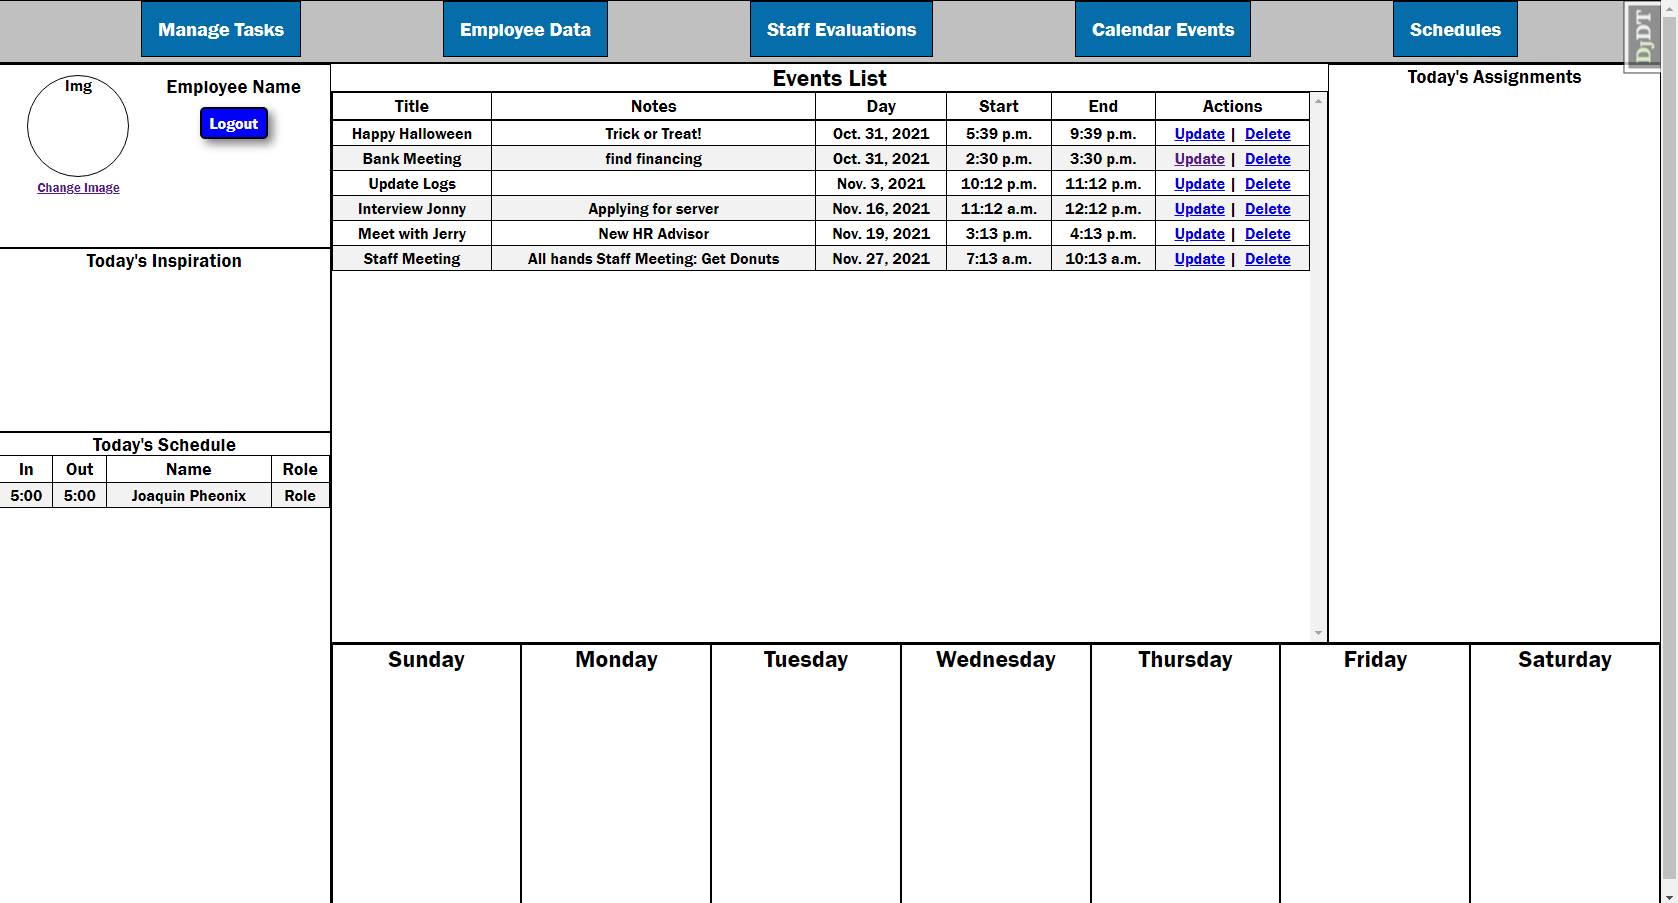 Manage Tasks Employee Data Staff Evaluations Calendar Events Schedules
DjDT
Img
Employee Name
Logout
Change Image
Today's Inspiration
Today's Schedule
In Out Name Role
5:00 5:00 Joaquin Pheonix Role
Events List
Title Notes Day Start End Actions
Happy Halloween Trick or Treat! Oct. 31, 2021 5:39 p.m. 9:39 p.m. Update | Delete
Bank Meeting find financing Oct. 31, 2021 2:30 p.m. 3:30 p.m. Update | Delete
Update Logs Nov. 3, 2021 10:12 p.m. 11:12 p.m. Update | Delete
Interview Jonny Applying for server Nov. 16, 2021 11:12 a.m. 12:12 p.m. Update | Delete
Meet with Jerry New HR Advisor Nov. 19, 2021 3:13 p.m. 4:13 p.m. Update | Delete
Staff Meeting All hands Staff Meeting: Get Donuts Nov. 27, 2021 7:13 a.m. 10:13 a.m. Update | Delete
Today's Assignments
Sunday Monday Tuesday Wednesday Thursday Friday Saturday